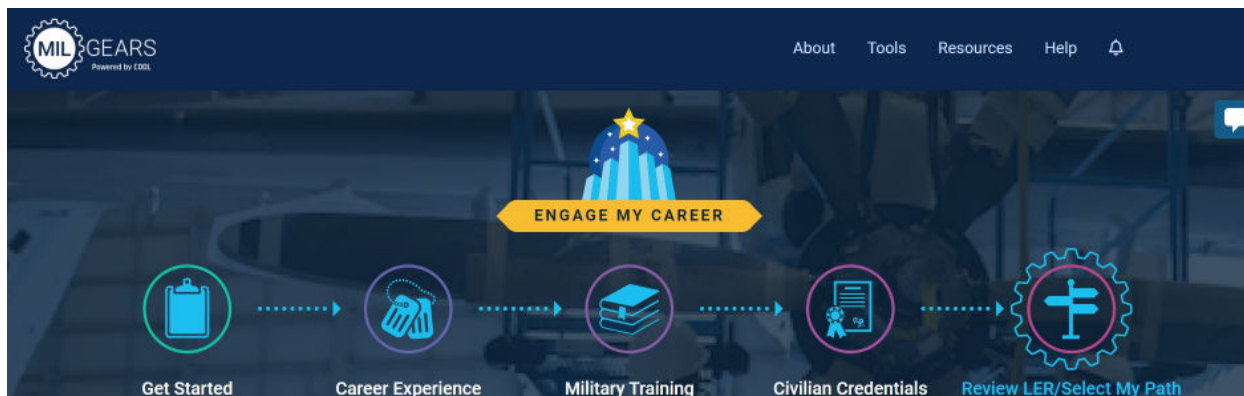 MIL GEARS
Powered by COOL
About Tools Resources Help
ENGAGE MY CAREER
Get Started Career Experience Military Training Civilian Credentials Review LER/Select My Path